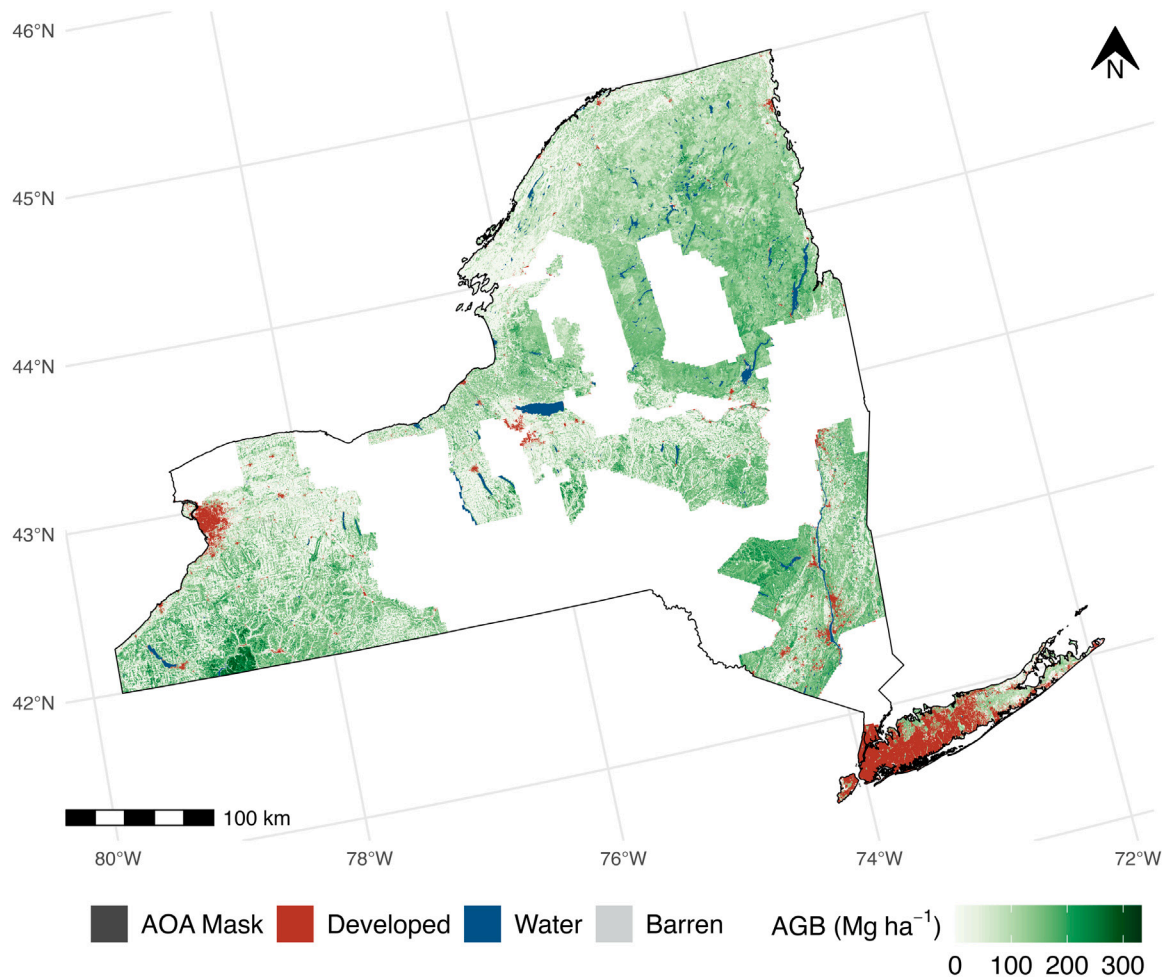 46°N
N
45°N
44°N
43°N
42°N
100 km
80°W 78°W 76°W 74°W 72°W
AOA Mask Developed Water Barren AGB (Mg ha⁻¹)
0 100 200 300